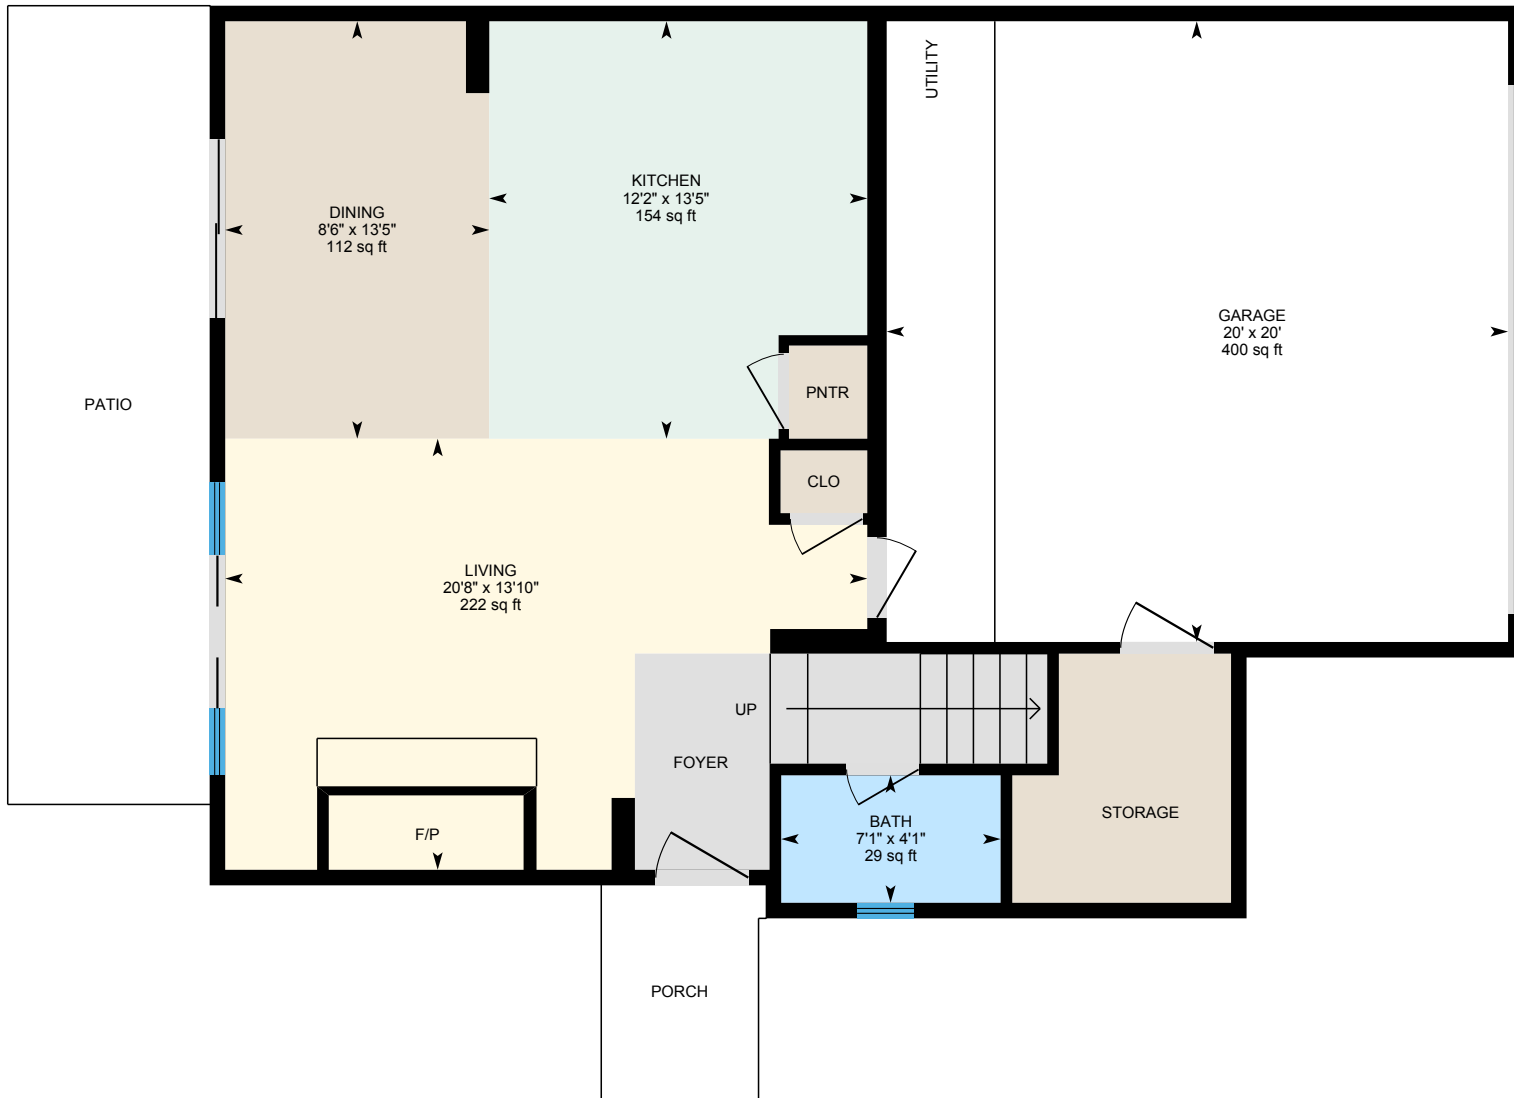 UTILITY
KITCHEN
12'2" x 13'5"
154 sq ft
DINING
8'6" x 13'5"
112 sq ft
GARAGE
20' x 20'
400 sq ft
PATIO
PNTR
CLO
LIVING
20'8" x 13'10"
222 sq ft
UP
FOYER
STORAGE
BATH
7'1" x 4'1"
29 sq ft
F/P
PORCH